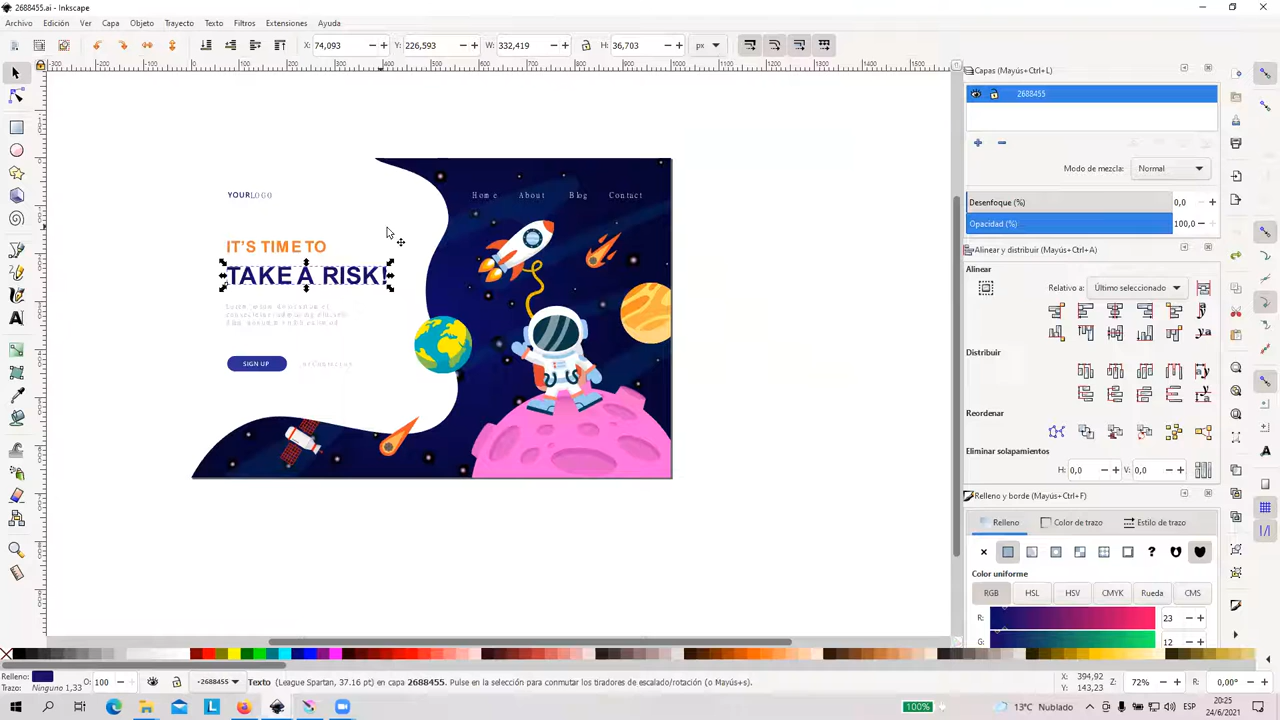 2688455.ai - Inkscape
Archivo Edición Ver Capa Objeto Trayecto Texto Filtros Extensiones Ayuda
X: 74,093 Y: 226,593 W: 332,419 H: 36,703 px
Capas (Mayús+Ctrl+L)
2688455
Modo de mezcla: Normal
Desenfoque (%) 0,0
Opacidad (%) 100,0
Alinear y distribuir (Mayús+Ctrl+A)
Alinear
Relativo a: Último seleccionado
Distribuir
Reordenar
Eliminar solapamientos
H: 0,0 V: 0,0
Relleno y borde (Mayús+Ctrl+F)
Relleno Color de trazo Estilo de trazo
Color uniforme
RGB HSL HSV CMYK Rueda CMS
R: 23
G: 12
YOURLOGO
Home About Blog Contact
IT'S TIME TO
TAKE A RISK!
SIGN UP
Relleno: O: 100 2688455 Texto (League Spartan, 37.16 pt) en capa 2688455. Pulse en la selección para conmutar los tiradores de escalado/rotación (o Mayús+s).
Trazo: Ninguno 1,33
X: 394,92
Y: 143,23
Z: 72% R: 0,00°
100% 13°C Nublado
20:25
24/6/2021